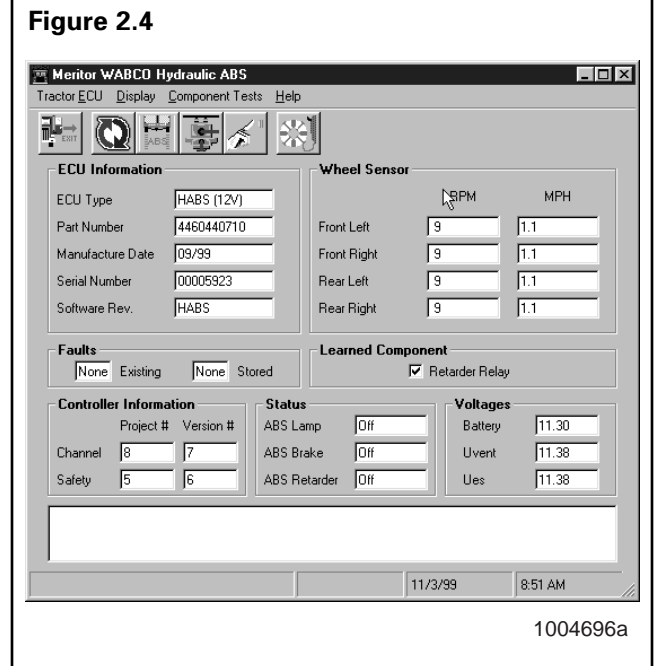 Figure 2.4
Meritor WABCO Hydraulic ABS
Tractor ECU Display Component Tests Help
EXIT ABS
ECU Information
ECU Type HABS (12V)
Part Number 4460440710
Manufacture Date 09/99
Serial Number 00005923
Software Rev. HABS
Wheel Sensor
RPM MPH
Front Left 9 1.1
Front Right 9 1.1
Rear Left 9 1.1
Rear Right 9 1.1
Faults
None Existing None Stored
Learned Component
Retarder Relay
Controller Information
Project # Version #
Channel 8 7
Safety 5 6
Status
ABS Lamp Off
ABS Brake Off
ABS Retarder Off
Voltages
Battery 11.30
Uvent 11.38
Ues 11.38
11/3/99 8:51 AM
1004696a